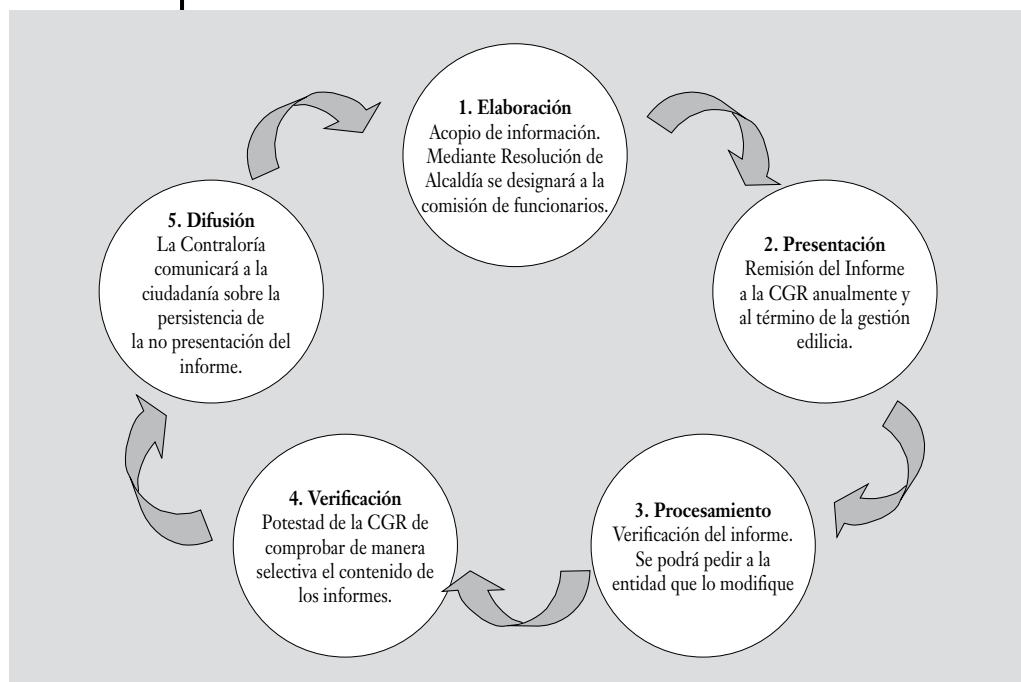 1. Elaboración
Acopio de información.
Mediante Resolución de
Alcaldía se designará a la
comisión de funcionarios.
2. Presentación
Remisión del Informe
a la CGR anualmente y
al término de la gestión
edilicia.
3. Procesamiento
Verificación del informe.
Se podrá pedir a la
entidad que lo modifique
4. Verificación
Potestad de la CGR de
comprobar de manera
selectiva el contenido de
los informes.
5. Difusión
La Contraloría
comunicará a la
ciudadanía sobre la
persistencia de
la no presentación del
informe.